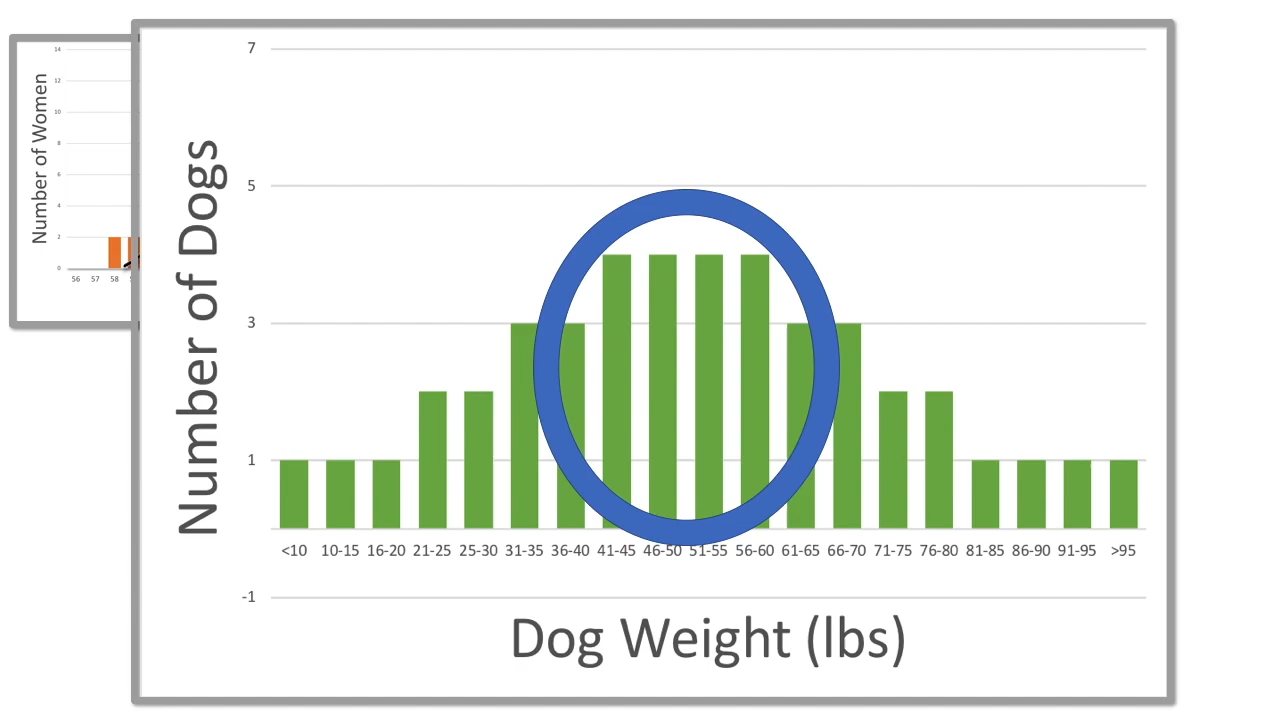 Number of Women
14
12
10
8
6
4
2
0
56 57 58
Number of Dogs
7
5
3
1
-1
<10 10-15 16-20 21-25 25-30 31-35 36-40 41-45 46-50 51-55 56-60 61-65 66-70 71-75 76-80 81-85 86-90 91-95 >95
Dog Weight (lbs)